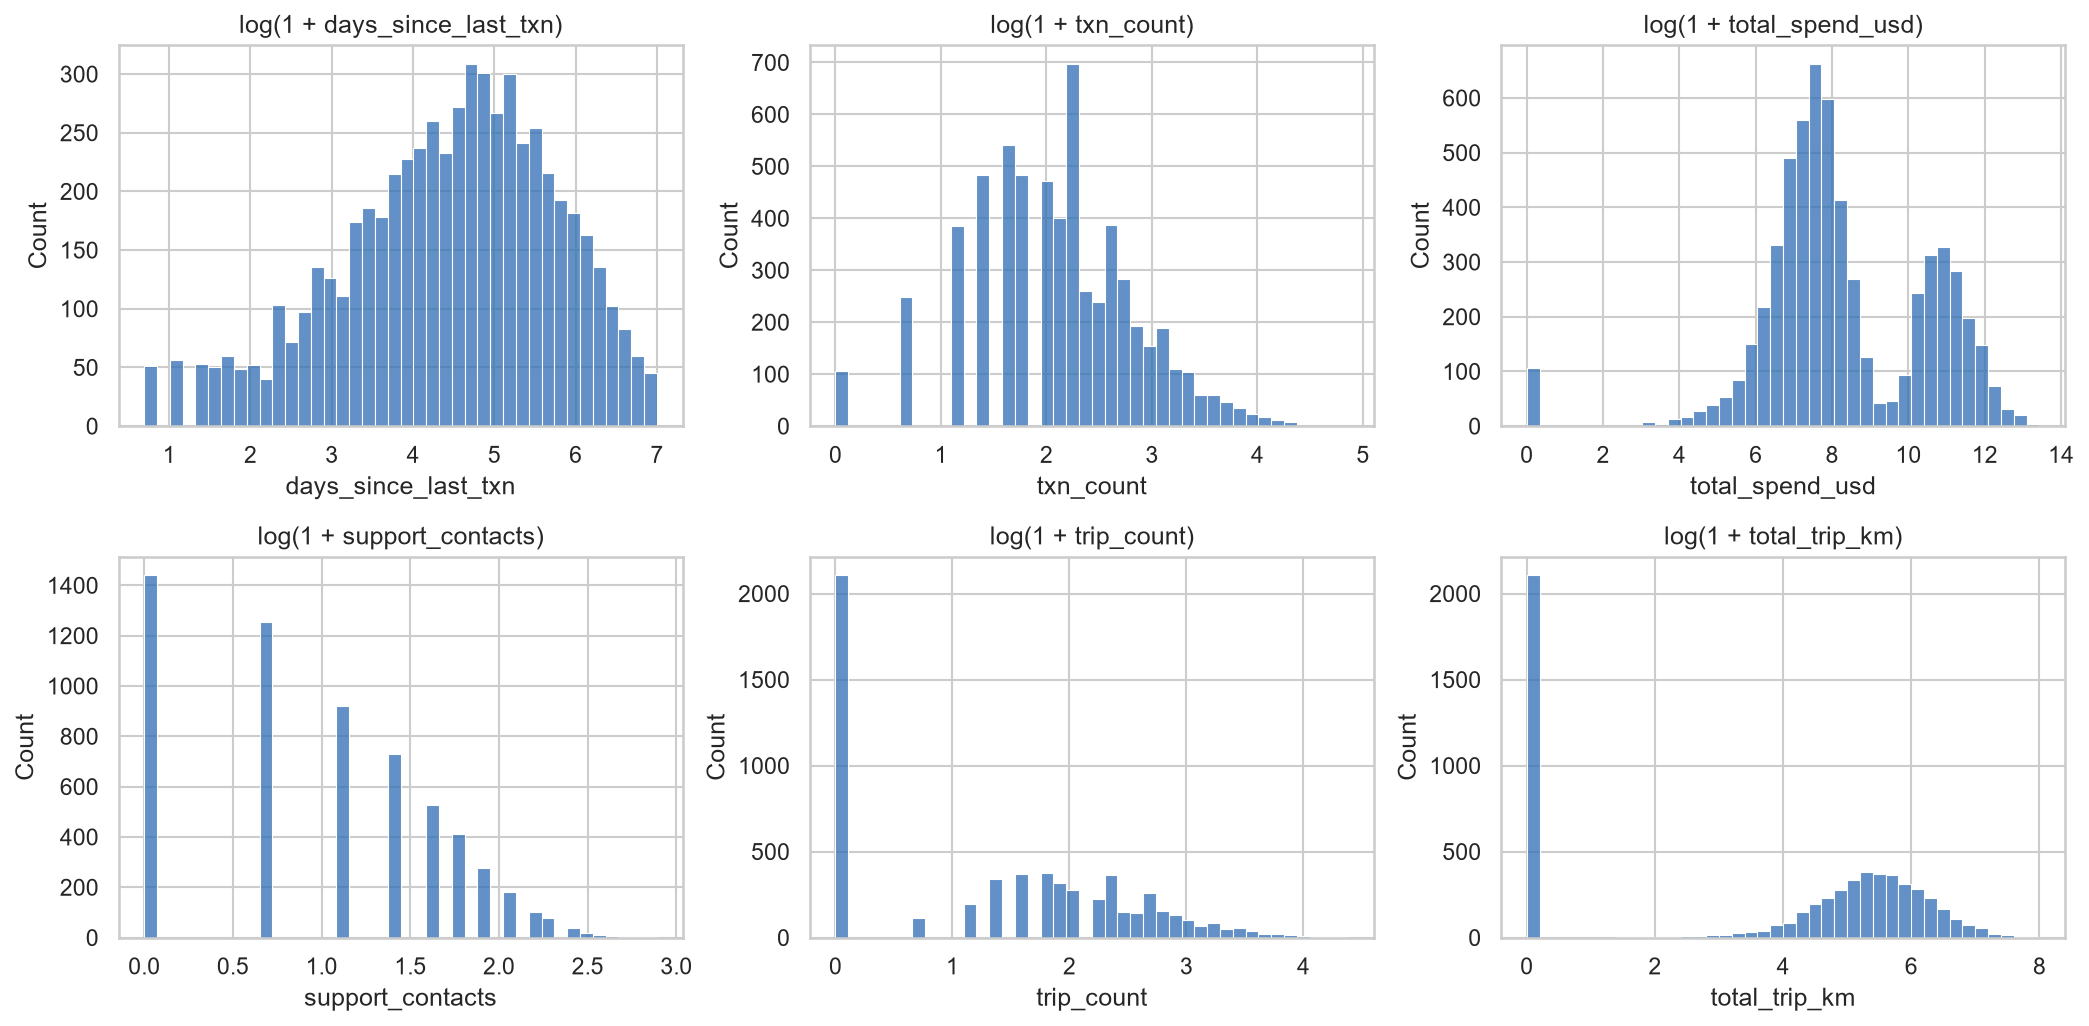 log(1 + days_since_last_txn)
300
250
200
150
100
50
0
Count
1 2 3 4 5 6 7
days_since_last_txn
log(1 + txn_count)
700
600
500
400
300
200
100
0
Count
0 1 2 3 4 5
txn_count
log(1 + total_spend_usd)
600
500
400
300
200
100
0
Count
0 2 4 6 8 10 12 14
total_spend_usd
log(1 + support_contacts)
1400
1200
1000
800
600
400
200
0
Count
0.0 0.5 1.0 1.5 2.0 2.5 3.0
support_contacts
log(1 + trip_count)
2000
1500
1000
500
0
Count
0 1 2 3 4
trip_count
log(1 + total_trip_km)
2000
1500
1000
500
0
Count
0 2 4 6 8
total_trip_km